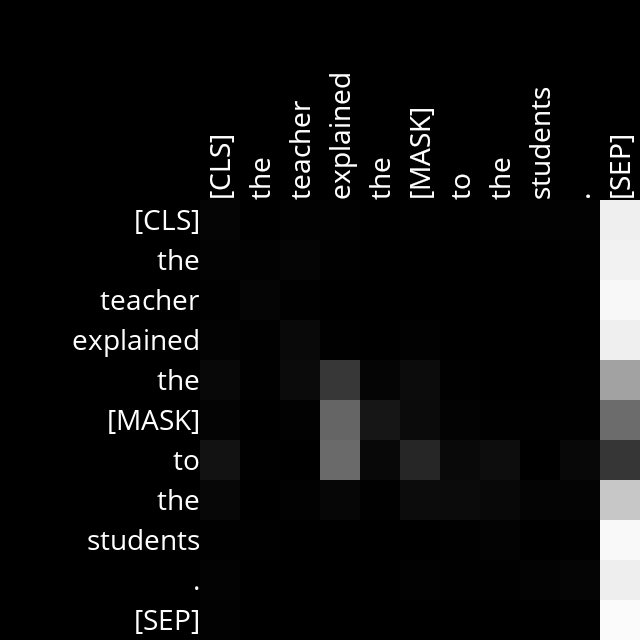 [CLS]
the
teacher
explained
the
[MASK]
to
the
students
.
[SEP]
[CLS]
the
teacher
explained
the
[MASK]
to
the
students
.
[SEP]